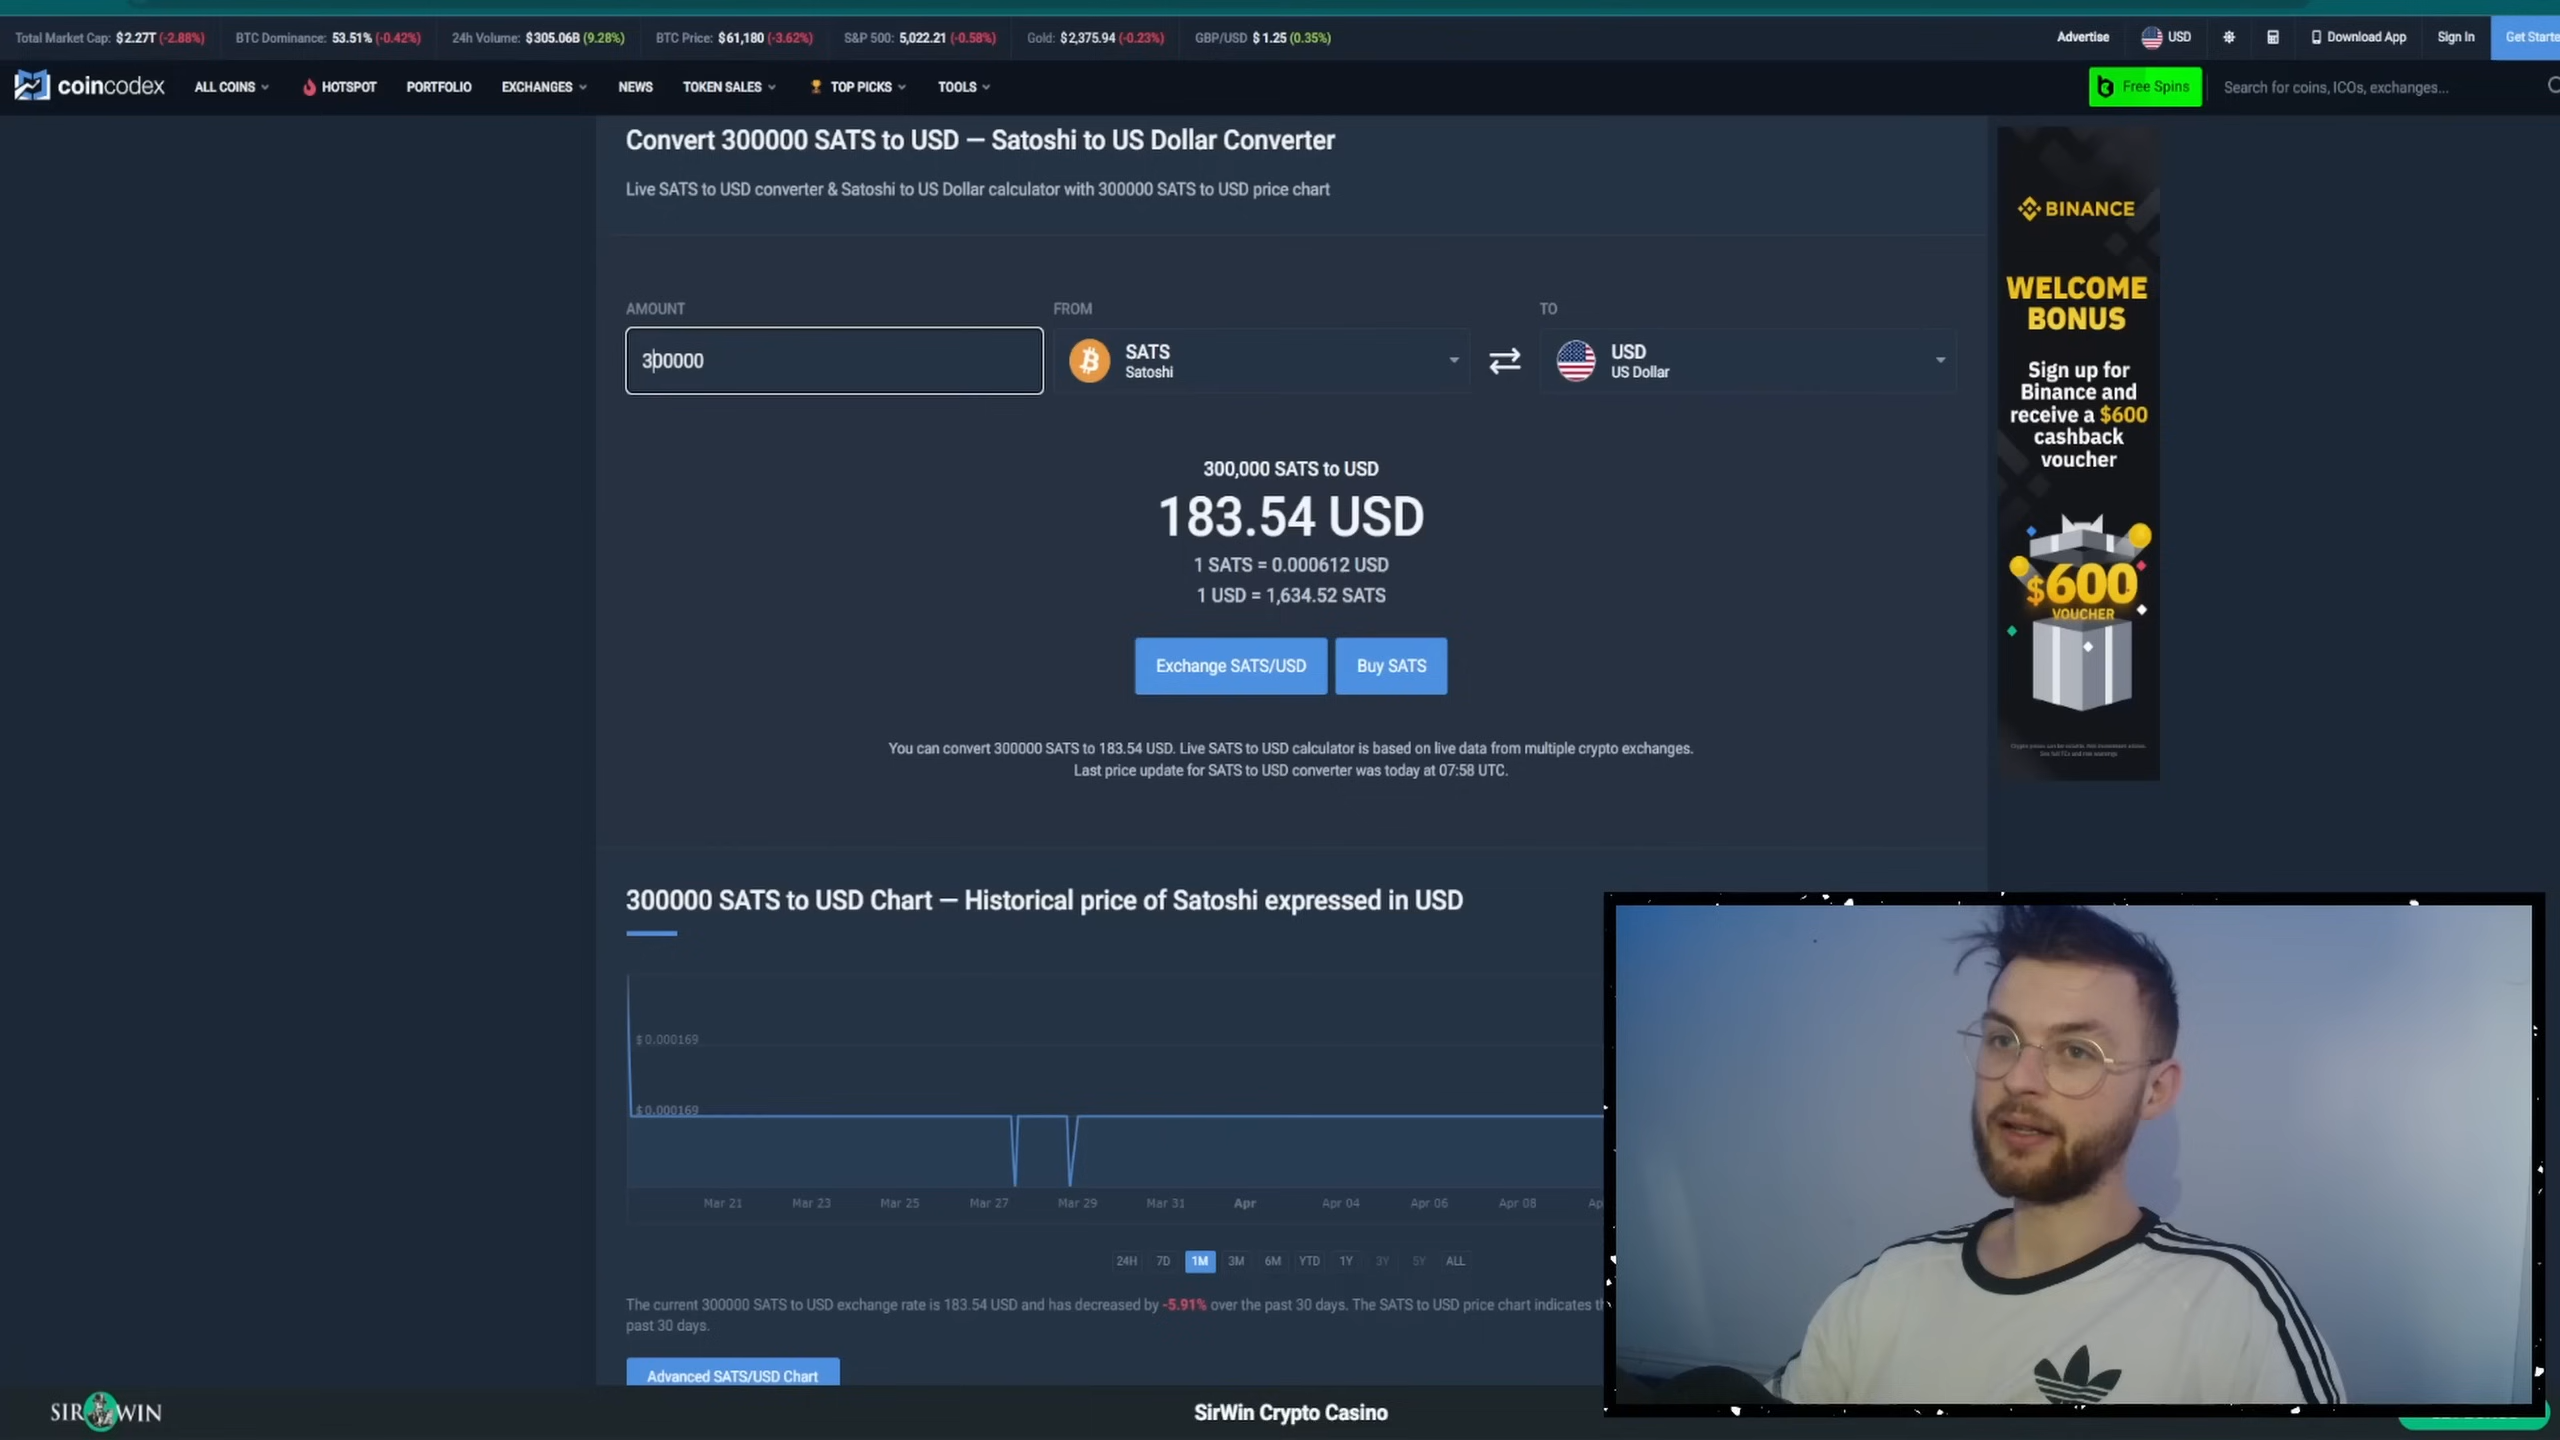 Total Market Cap: $2.27T (-2.88%) BTC Dominance: 53.51% (-0.42%) 24h Volume: $305.06B (9.28%) BTC Price: $61,180 (-3.62%) S&P 500: 5,022.21 (-0.58%) Gold: $2,375.94 (-0.23%) GBP/USD $1.25 (0.35%) Advertise USD Download App Sign In Get Starte
coincodex ALL COINS HOTSPOT PORTFOLIO EXCHANGES NEWS TOKEN SALES TOP PICKS TOOLS Free Spins Search for coins, ICOs, exchanges...
Convert 300000 SATS to USD — Satoshi to US Dollar Converter
Live SATS to USD converter & Satoshi to US Dollar calculator with 300000 SATS to USD price chart
AMOUNT FROM TO
300000
SATS
Satoshi
USD
US Dollar
300,000 SATS to USD
183.54 USD
1 SATS = 0.000612 USD
1 USD = 1,634.52 SATS
Exchange SATS/USD Buy SATS
You can convert 300000 SATS to 183.54 USD. Live SATS to USD calculator is based on live data from multiple crypto exchanges.
Last price update for SATS to USD converter was today at 07:58 UTC.
BINANCE
WELCOME
BONUS
Sign up for
Binance and
receive a $600
cashback
voucher
$600
VOUCHER
300000 SATS to USD Chart — Historical price of Satoshi expressed in USD
$0.000169
$0.000169
Mar 21 Mar 23 Mar 25 Mar 27 Mar 29 Mar 31 Apr Apr 04 Apr 06 Apr 08 Ap
24H 7D 1M 3M 6M YTD 1Y 3Y 5Y ALL
The current 300000 SATS to USD exchange rate is 183.54 USD and has decreased by -5.91% over the past 30 days. The SATS to USD price chart indicates t
past 30 days.
Advanced SATS/USD Chart
SIRWIN
SirWin Crypto Casino